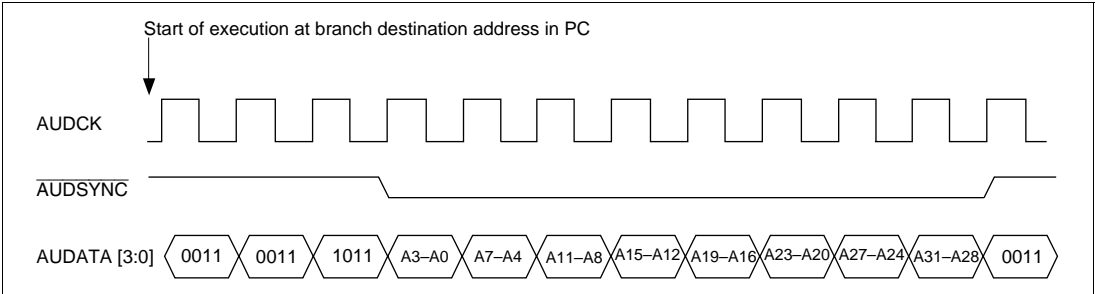 Start of execution at branch destination address in PC
AUDCK
AUDSYNC
AUDATA [3:0] 0011 0011 1011 A3–A0 A7–A4 A11–A8 A15–A12 A19–A16 A23–A20 A27–A24 A31–A28 0011